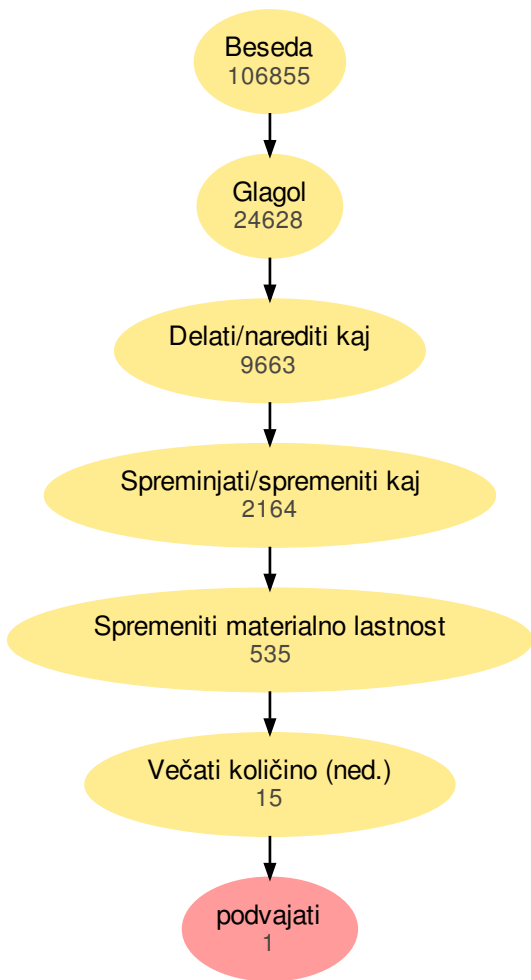 Beseda
106855
Glagol
24628
Delati/narediti kaj
9663
Spreminjati/spremeniti kaj
2164
Spremeniti materialno lastnost
535
Večati količino (ned.)
15
podvajati
1